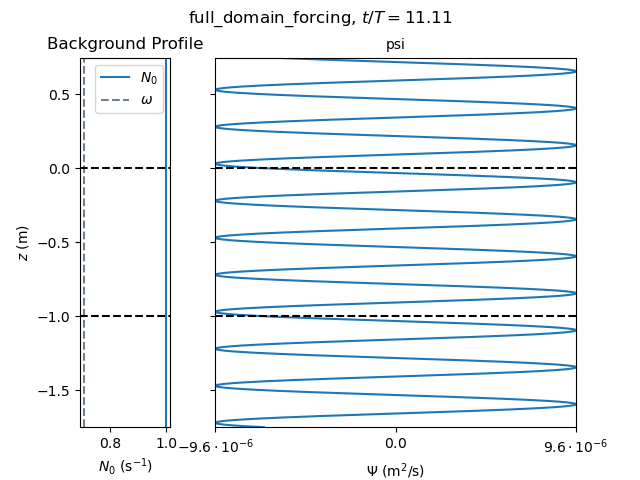 full_domain_forcing, t/T = 11.11
Background Profile
psi
N₀
ω
0.5
0.0
−0.5
−1.0
−1.5
z (m)
0.8
1.0
−9.6 · 10⁻⁶
0.0
9.6 · 10⁻⁶
N₀ (s⁻¹)
Ψ (m²/s)